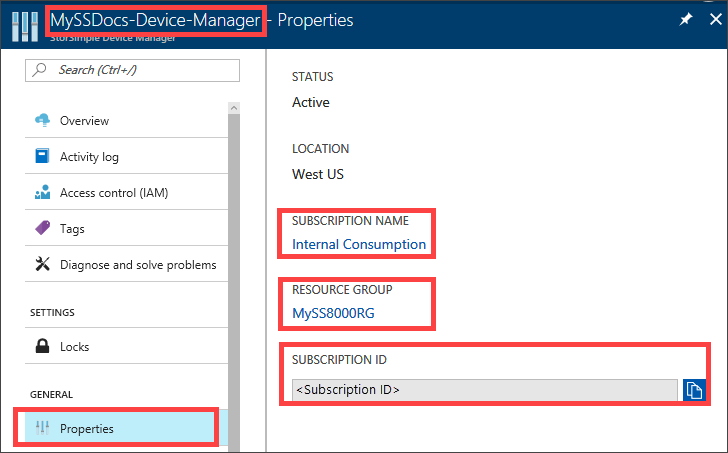 MySSDocs-Device-Manager - Properties
StorSimple Device Manager
Search (Ctrl+/)
Overview
Activity log
Access control (IAM)
Tags
Diagnose and solve problems
SETTINGS
Locks
GENERAL
Properties
STATUS
Active
LOCATION
West US
SUBSCRIPTION NAME
Internal Consumption
RESOURCE GROUP
MySS8000RG
SUBSCRIPTION ID
<Subscription ID>